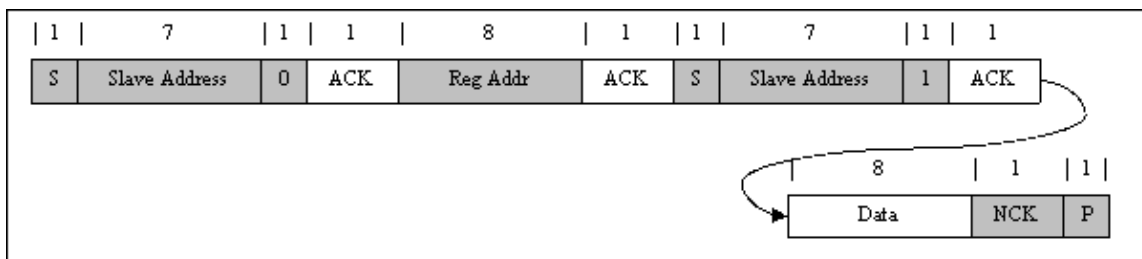 | 1 | 7 | 1 | 1 | 8 | 1 | 1 | 7 | 1 | 1
S Slave Address 0 ACK Reg Addr ACK S Slave Address 1 ACK
| 8 | 1 | 1 |
Data NCK P